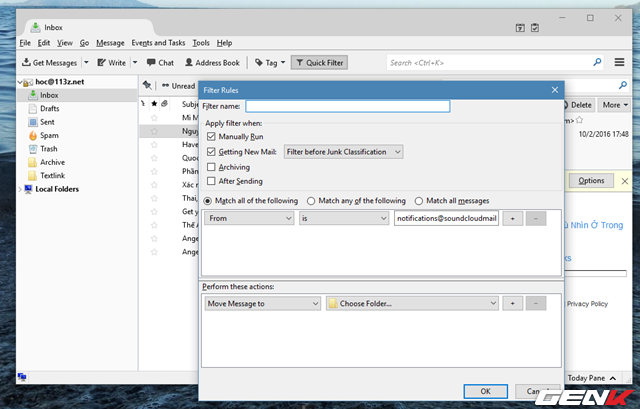 Inbox
File Edit View Go Message Events and Tasks Tools Help
Get Messages Write Chat Address Book Tag Quick Filter Search <Ctrl+K>
hoc@113z.net
Inbox
Drafts
Sent
Spam
Trash
Archive
Textlink
Local Folders
Unread
Subje
Mi M
Nguy
Have
Quoc
Phần
Xác n
Thai,
Get y
Thế A
Ange
Ange
Filter Rules
Filter name:
Apply filter when:
Manually Run
Getting New Mail: Filter before Junk Classification
Archiving
After Sending
Match all of the following Match any of the following Match all messages
From is notifications@soundcloudmail + −
Perform these actions:
Move Message to Choose Folder... + −
OK
Delete More
m>
10/2/2016 17:48
Options
ủ Nhìn Ở Trong
ks
Privacy Policy
Today Pane
GENK